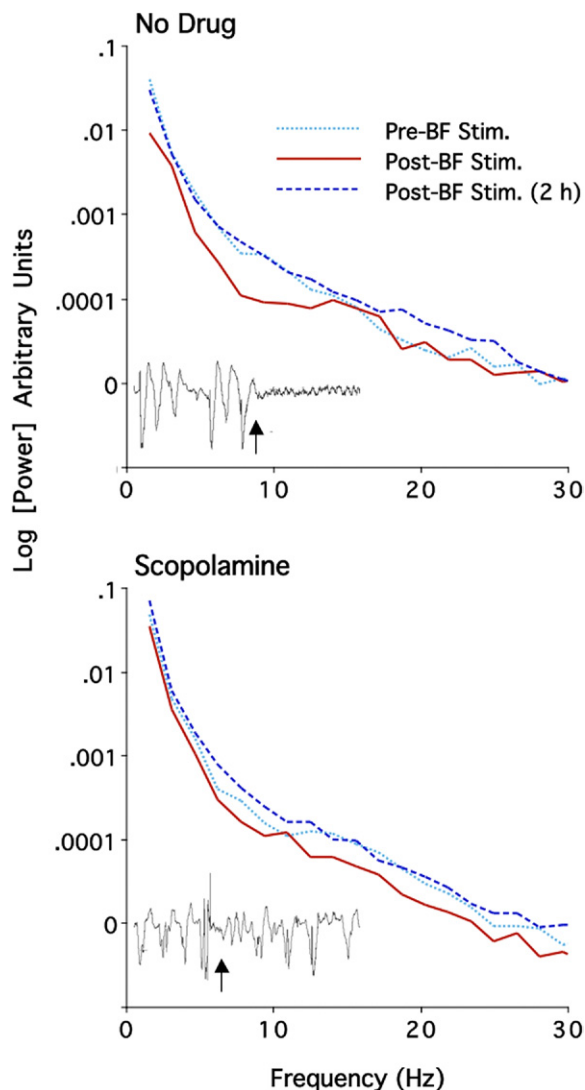 No Drug
.1
.01
.001
.0001
0
0 10 20 30
Pre-BF Stim.
Post-BF Stim.
Post-BF Stim. (2 h)
Log [Power] Arbitrary Units
Scopolamine
.1
.01
.001
.0001
0
0 10 20 30
Frequency (Hz)